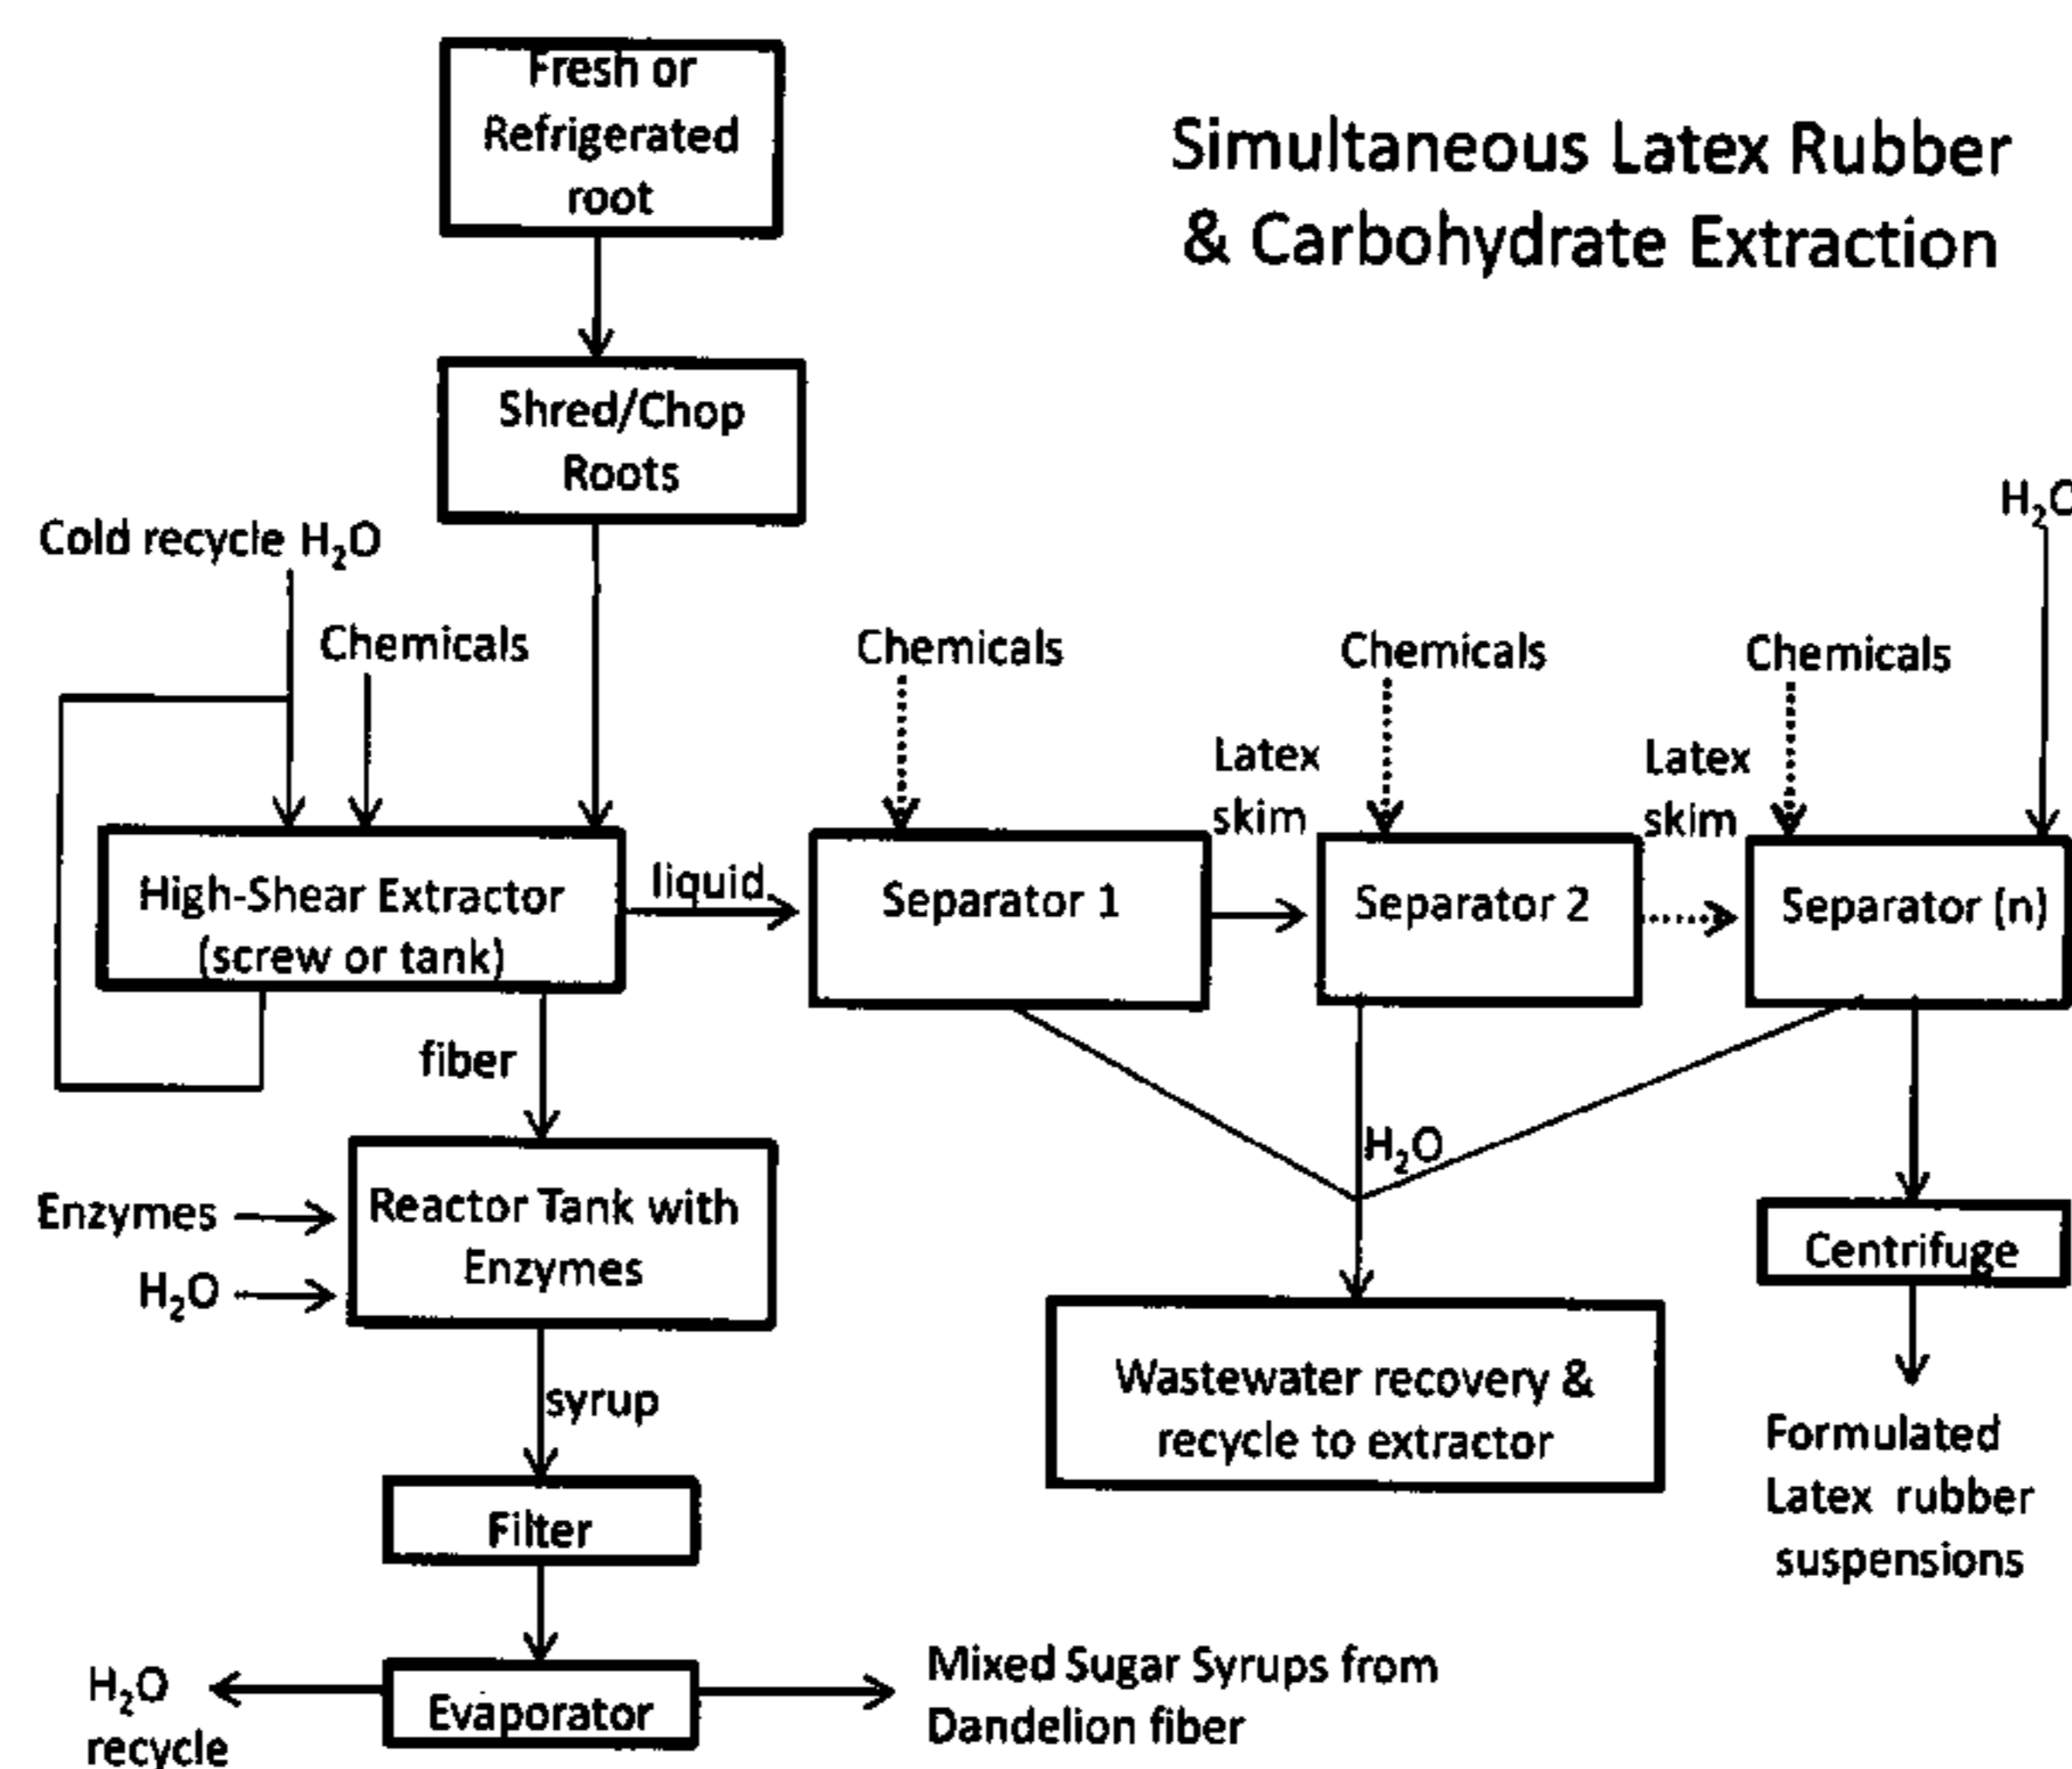 Fresh or
Refrigerated
root
Simultaneous Latex Rubber
& Carbohydrate Extraction
Shred/Chop
Roots
Cold recycle H₂O
Chemicals
H₂O
Chemicals
Chemicals
Chemicals
Latex
skim
Latex
skim
High-Shear Extractor
(screw or tank)
liquid
Separator 1
Separator 2
Separator (n)
fiber
H₂O
Enzymes
H₂O
Reactor Tank with
Enzymes
Centrifuge
Wastewater recovery &
recycle to extractor
syrup
Formulated
Latex rubber
suspensions
Filter
H₂O
recycle
Evaporator
Mixed Sugar Syrups from
Dandelion fiber